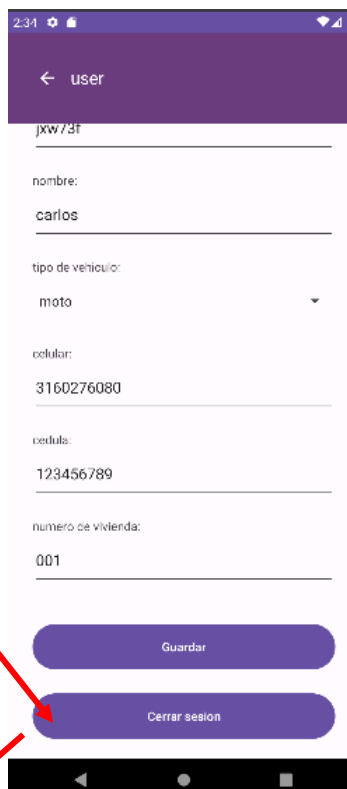 2:34
user
jxw73f
nombre:
carlos
tipo de vehiculo:
moto
celular:
3160276080
cedula:
123456789
numero de vivienda:
001
Guardar
Cerrar sesion